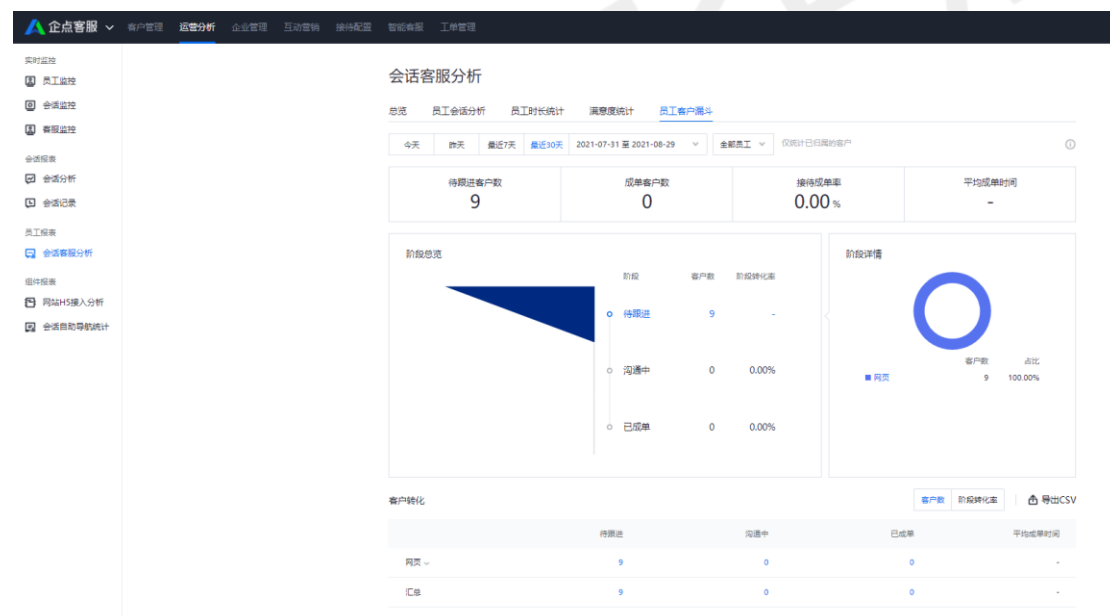 企点客服 客户管理 运营分析 企业管理 互动营销 接待配置 智能客服 工单管理
实时监控
员工监控
会话监控
客服监控
会话报表
会话分析
会话记录
员工报表
会话客服分析
组件报表
网站H5接入分析
会话自助导航统计
会话客服分析
总览 员工会话分析 员工时长统计 满意度统计 员工客户漏斗
今天 昨天 最近7天 最近30天 2021-07-31 至 2021-08-29 全部员工 仅统计已归属的客户
待跟进客户数 成单客户数 接待成单率 平均成单时间
9 0 0.00 % -
阶段总览
阶段 客户数 阶段转化率
待跟进 9 -
沟通中 0 0.00%
已成单 0 0.00%
阶段详情
客户数 占比
网页 9 100.00%
客户转化 客户数 阶段转化率 导出CSV
待跟进 沟通中 已成单 平均成单时间
网页 9 0 0 -
汇总 9 0 0 -